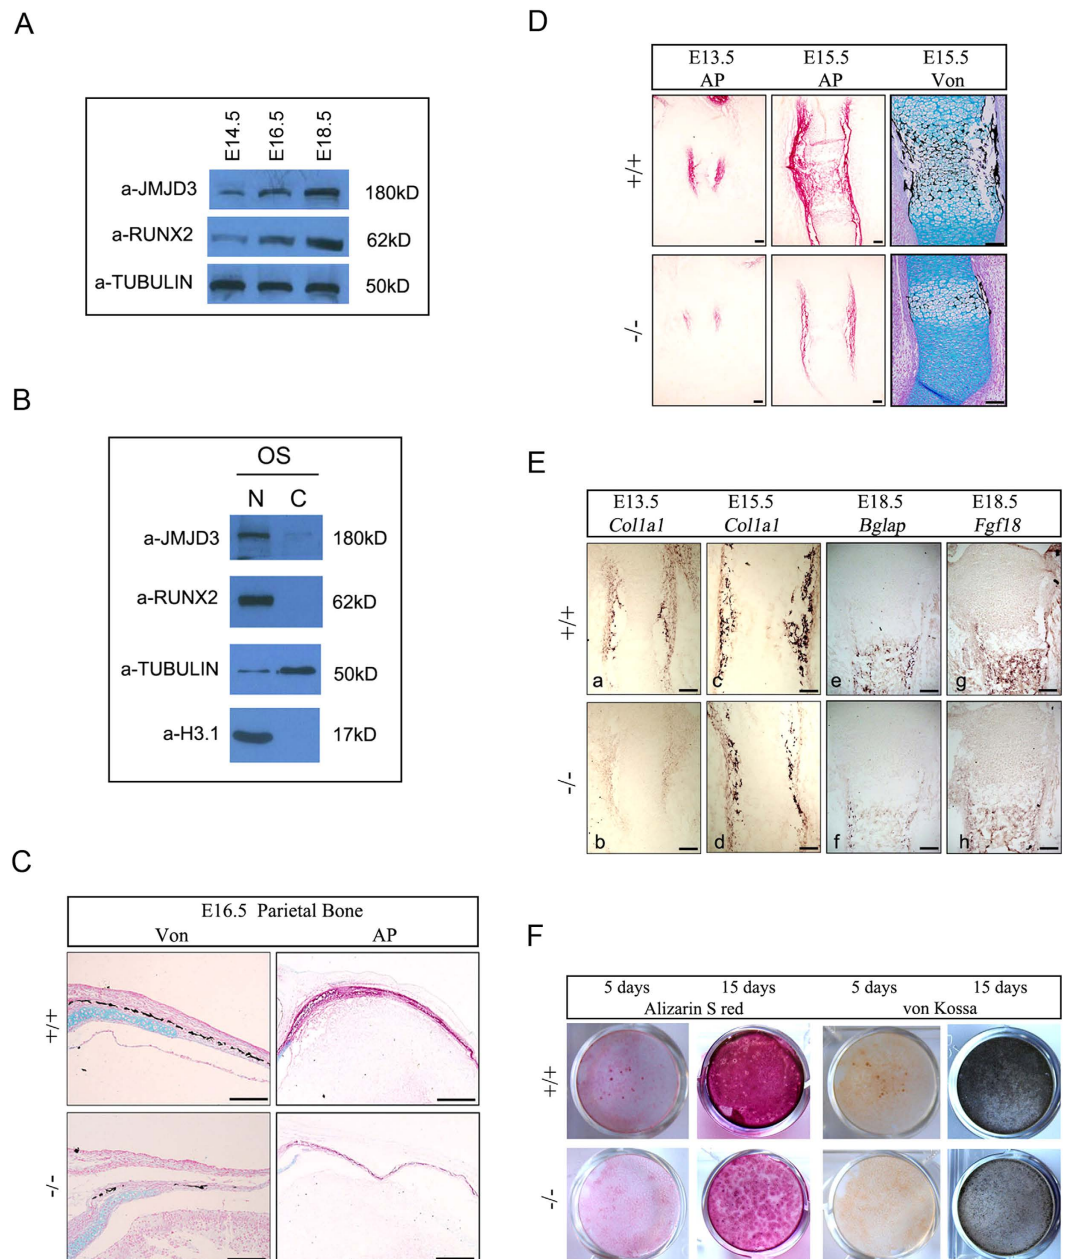 A
E14.5
E16.5
E18.5
a-JMJD3
180kD
a-RUNX2
62kD
a-TUBULIN
50kD
B
OS
N C
a-JMJD3
180kD
a-RUNX2
62kD
a-TUBULIN
50kD
a-H3.1
17kD
C
E16.5 Parietal Bone
Von AP
+/+
-/-
D
E13.5 E15.5 E15.5
AP AP Von
+/+
-/-
E
E13.5 E15.5 E18.5 E18.5
Col1a1 Col1a1 Bglap Fgf18
+/+
a c e g
-/-
b d f h
F
5 days 15 days 5 days 15 days
Alizarin S red von Kossa
+/+
-/-